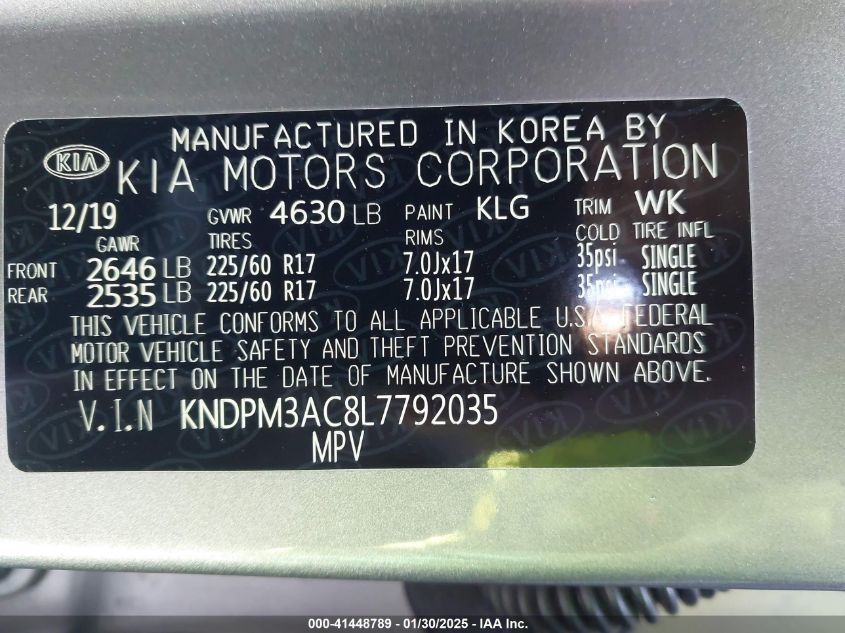 MANUFACTURED IN KOREA BY
KIA KIA MOTORS CORPORATION
12/19 GVWR 4630 LB PAINT KLG TRIM WK
GAWR TIRES RIMS COLD TIRE INFL
FRONT 2646 LB 225/60 R17 7.0Jx17 35psi SINGLE
REAR 2535 LB 225/60 R17 7.0Jx17 35psi SINGLE
THIS VEHICLE CONFORMS TO ALL APPLICABLE U.S.A. FEDERAL
MOTOR VEHICLE SAFETY AND THEFT PREVENTION STANDARDS
IN EFFECT ON THE DATE OF MANUFACTURE SHOWN ABOVE.
V.I.N KNDPM3AC8L7792035
MPV
000-41448789 - 01/30/2025 - IAA Inc.